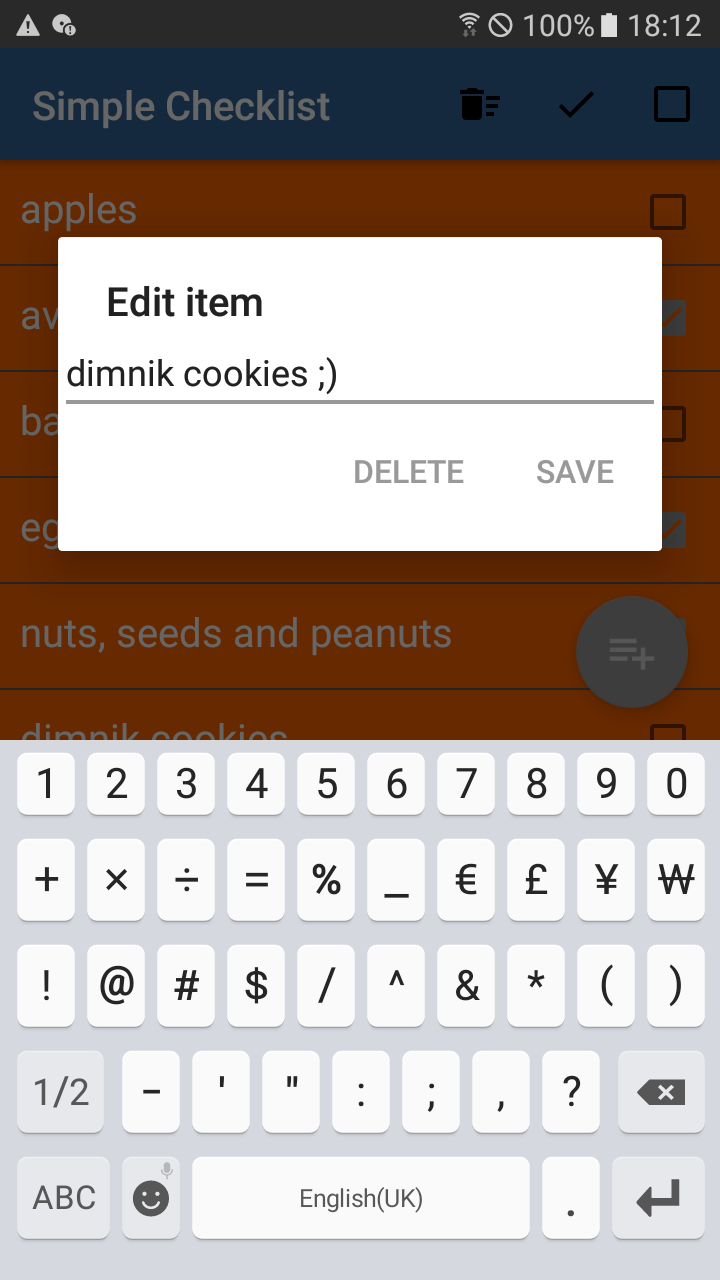 100% 18:12
Simple Checklist
apples
av
Edit item
dimnik cookies ;)
ba
DELETE SAVE
eg
nuts, seeds and peanuts
dimnik cookies
1 2 3 4 5 6 7 8 9 0
+ × ÷ = % _ € £ ¥ ₩
! @ # $ / ^ & * ( )
1/2 - ' " : ; , ?
ABC English(UK) .